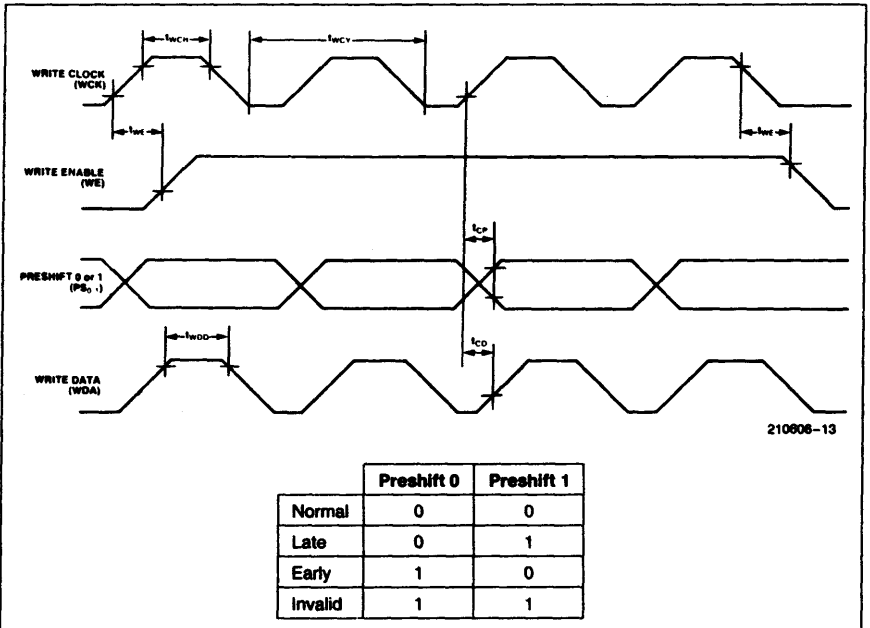 tWCH
tWCY
WRITE CLOCK
(WCK)
tWE
tWE
WRITE ENABLE
(WE)
tCP
PRESHIFT 0 or 1
(PS0, 1)
tWDD
tCD
WRITE DATA
(WDA)
210606-13
Preshift 0 Preshift 1
Normal 0 0
Late 0 1
Early 1 0
Invalid 1 1